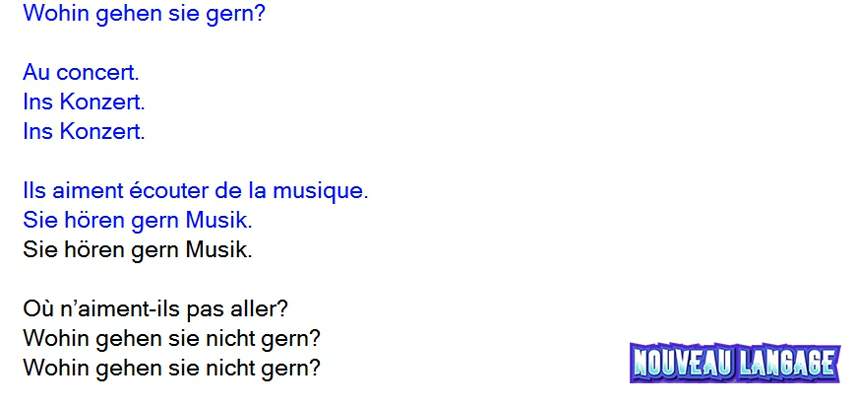 Wohin gehen sie gern?
Au concert.
Ins Konzert.
Ins Konzert.
Ils aiment écouter de la musique.
Sie hören gern Musik.
Sie hören gern Musik.
Où n’aiment-ils pas aller?
Wohin gehen sie nicht gern?
Wohin gehen sie nicht gern?
NOUVEAU LANGAGE